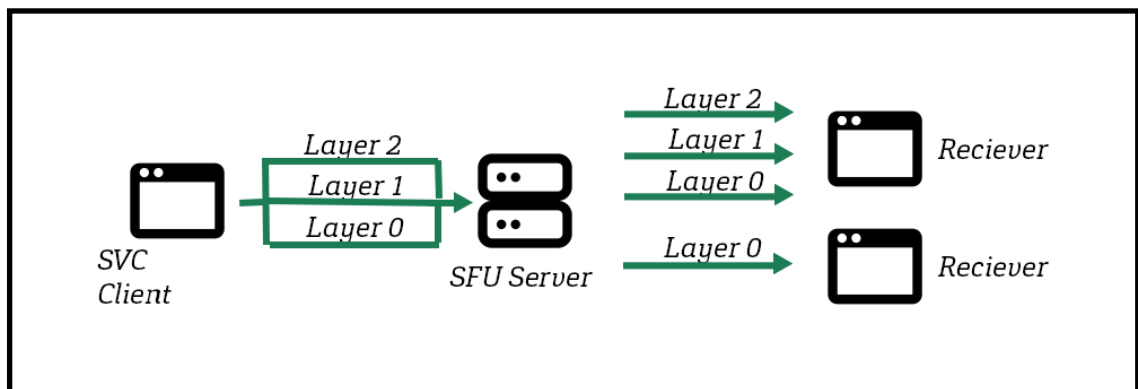 SVC
Client
Layer 2
Layer 1
Layer 0
SFU Server
Layer 2
Layer 1
Layer 0
Reciever
Layer 0
Reciever